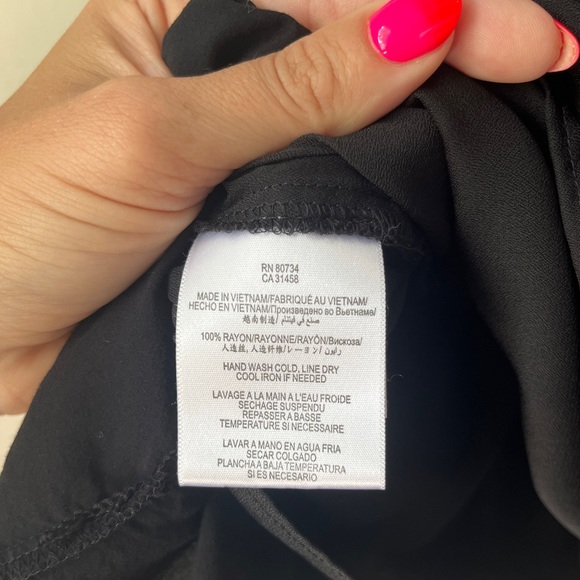 RN 80734
CA 31458
MADE IN VIETNAM/FABRIQUÉ AU VIETNAM/
HECHO EN VIETNAM/Произведено во Вьетнаме/
越南制造/ صنع في فيتنام
100% RAYON/RAYONNE/RAYÓN/Вискоза/
人造丝, 人造纤维/レーヨン/ رايون
HAND WASH COLD, LINE DRY
COOL IRON IF NEEDED
LAVAGE A LA MAIN A L'EAU FROIDE
SECHAGE SUSPENDU
REPASSER A BASSE
TEMPERATURE SI NECESSAIRE
LAVAR A MANO EN AGUA FRIA
SECAR COLGADO
PLANCHA A BAJA TEMPERATURA
SI ES NECESARIO